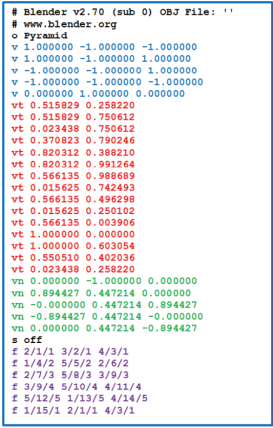 # Blender v2.70 (sub 0) OBJ File: ''
# www.blender.org
o Pyramid
v 1.000000 -1.000000 -1.000000
v 1.000000 -1.000000 1.000000
v -1.000000 -1.000000 1.000000
v -1.000000 -1.000000 -1.000000
v 0.000000 1.000000 0.000000
vt 0.515829 0.258220
vt 0.515829 0.750612
vt 0.023438 0.750612
vt 0.370823 0.790246
vt 0.820312 0.388210
vt 0.820312 0.991264
vt 0.566135 0.988689
vt 0.015625 0.742493
vt 0.566135 0.496298
vt 0.015625 0.250102
vt 0.566135 0.003906
vt 1.000000 0.000000
vt 1.000000 0.603054
vt 0.550510 0.402036
vt 0.023438 0.258220
vn 0.000000 -1.000000 0.000000
vn 0.894427 0.447214 0.000000
vn -0.000000 0.447214 0.894427
vn -0.894427 0.447214 -0.000000
vn 0.000000 0.447214 -0.894427
s off
f 2/1/1 3/2/1 4/3/1
f 1/4/2 5/5/2 2/6/2
f 2/7/3 5/8/3 3/9/3
f 3/9/4 5/10/4 4/11/4
f 5/12/5 1/13/5 4/14/5
f 1/15/1 2/1/1 4/3/1